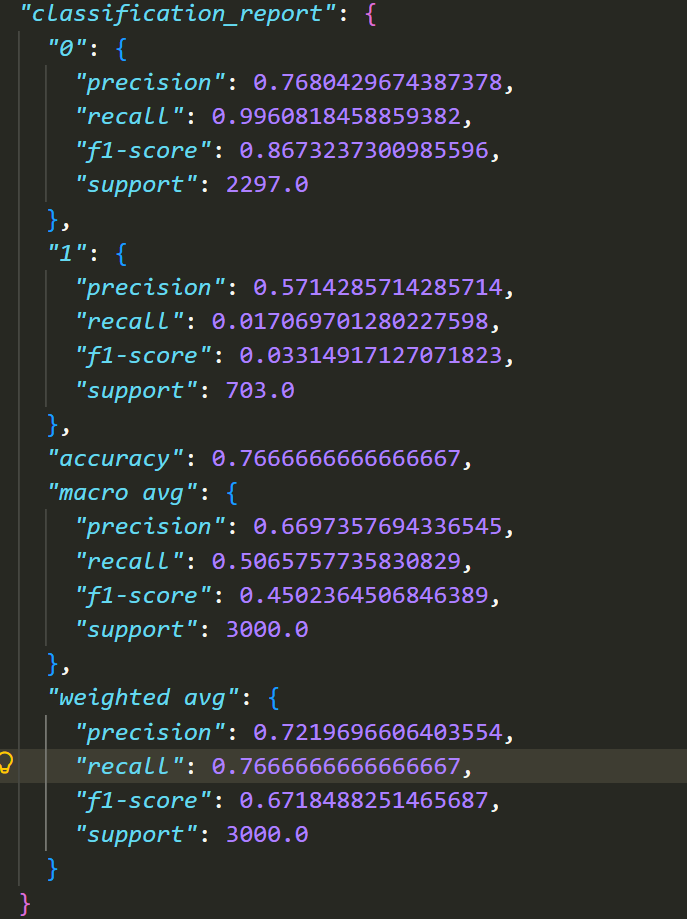 "classification_report": {
"0": {
"precision": 0.7680429674387378,
"recall": 0.9960818458859382,
"f1-score": 0.8673237300985596,
"support": 2297.0
},
"1": {
"precision": 0.5714285714285714,
"recall": 0.017069701280227598,
"f1-score": 0.03314917127071823,
"support": 703.0
},
"accuracy": 0.7666666666666667,
"macro avg": {
"precision": 0.6697357694336545,
"recall": 0.5065757735830829,
"f1-score": 0.4502364506846389,
"support": 3000.0
},
"weighted avg": {
"precision": 0.7219696606403554,
"recall": 0.7666666666666667,
"f1-score": 0.6718488251465687,
"support": 3000.0
}
}